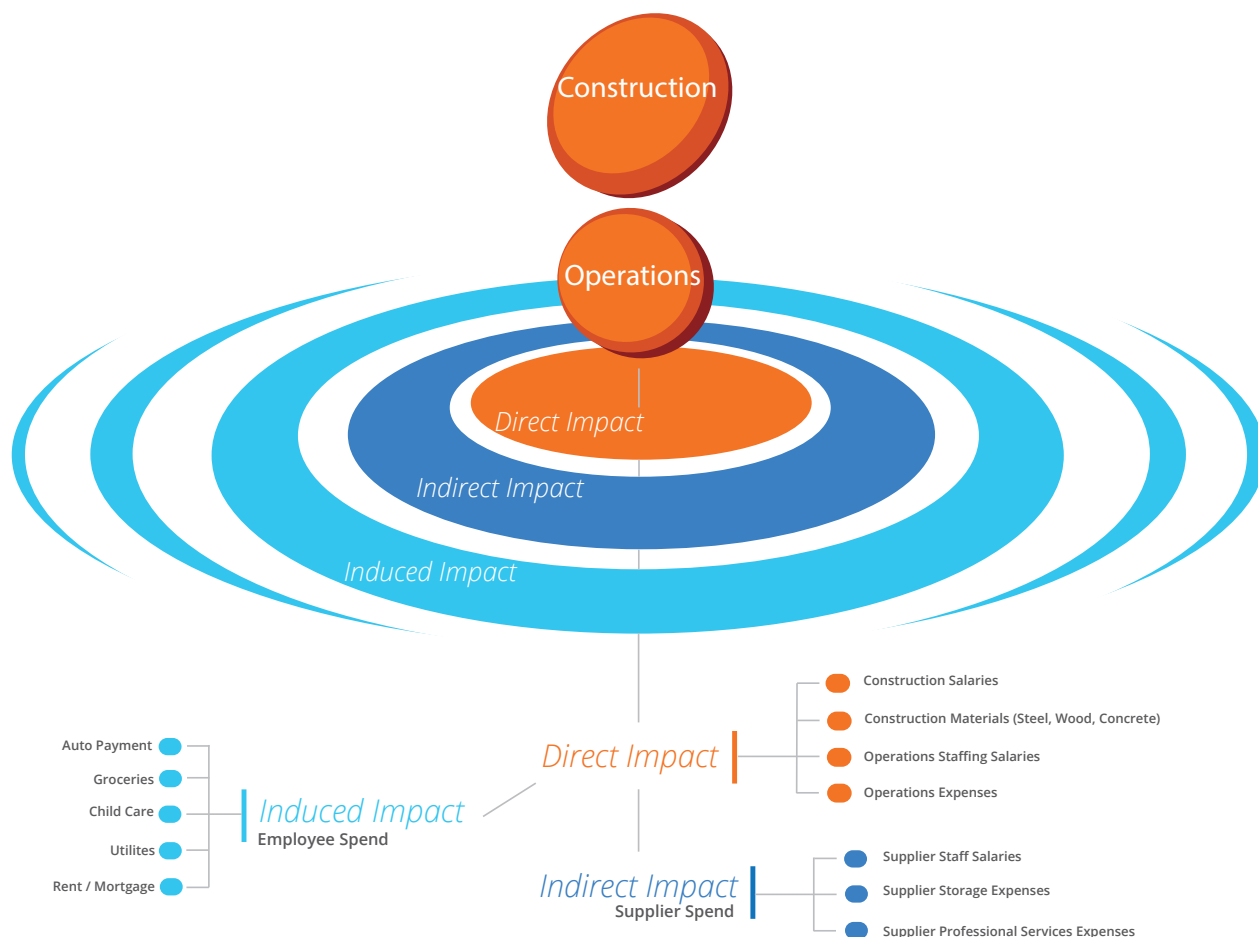 Construction
Operations
Direct Impact
Indirect Impact
Induced Impact
Direct Impact
Construction Salaries
Construction Materials (Steel, Wood, Concrete)
Operations Staffing Salaries
Operations Expenses
Auto Payment
Groceries
Child Care
Utilites
Rent / Mortgage
Induced Impact
Employee Spend
Indirect Impact
Supplier Spend
Supplier Staff Salaries
Supplier Storage Expenses
Supplier Professional Services Expenses